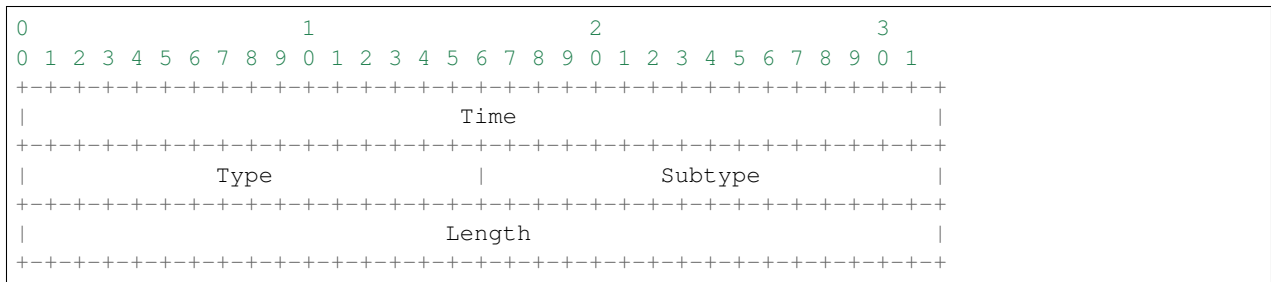 0                   1                   2                   3
0 1 2 3 4 5 6 7 8 9 0 1 2 3 4 5 6 7 8 9 0 1 2 3 4 5 6 7 8 9 0 1
+-+-+-+-+-+-+-+-+-+-+-+-+-+-+-+-+-+-+-+-+-+-+-+-+-+-+-+-+-+-+-+-+
|                              Time                             |
+-+-+-+-+-+-+-+-+-+-+-+-+-+-+-+-+-+-+-+-+-+-+-+-+-+-+-+-+-+-+-+-+
|             Type              |            Subtype            |
+-+-+-+-+-+-+-+-+-+-+-+-+-+-+-+-+-+-+-+-+-+-+-+-+-+-+-+-+-+-+-+-+
|                             Length                            |
+-+-+-+-+-+-+-+-+-+-+-+-+-+-+-+-+-+-+-+-+-+-+-+-+-+-+-+-+-+-+-+-+